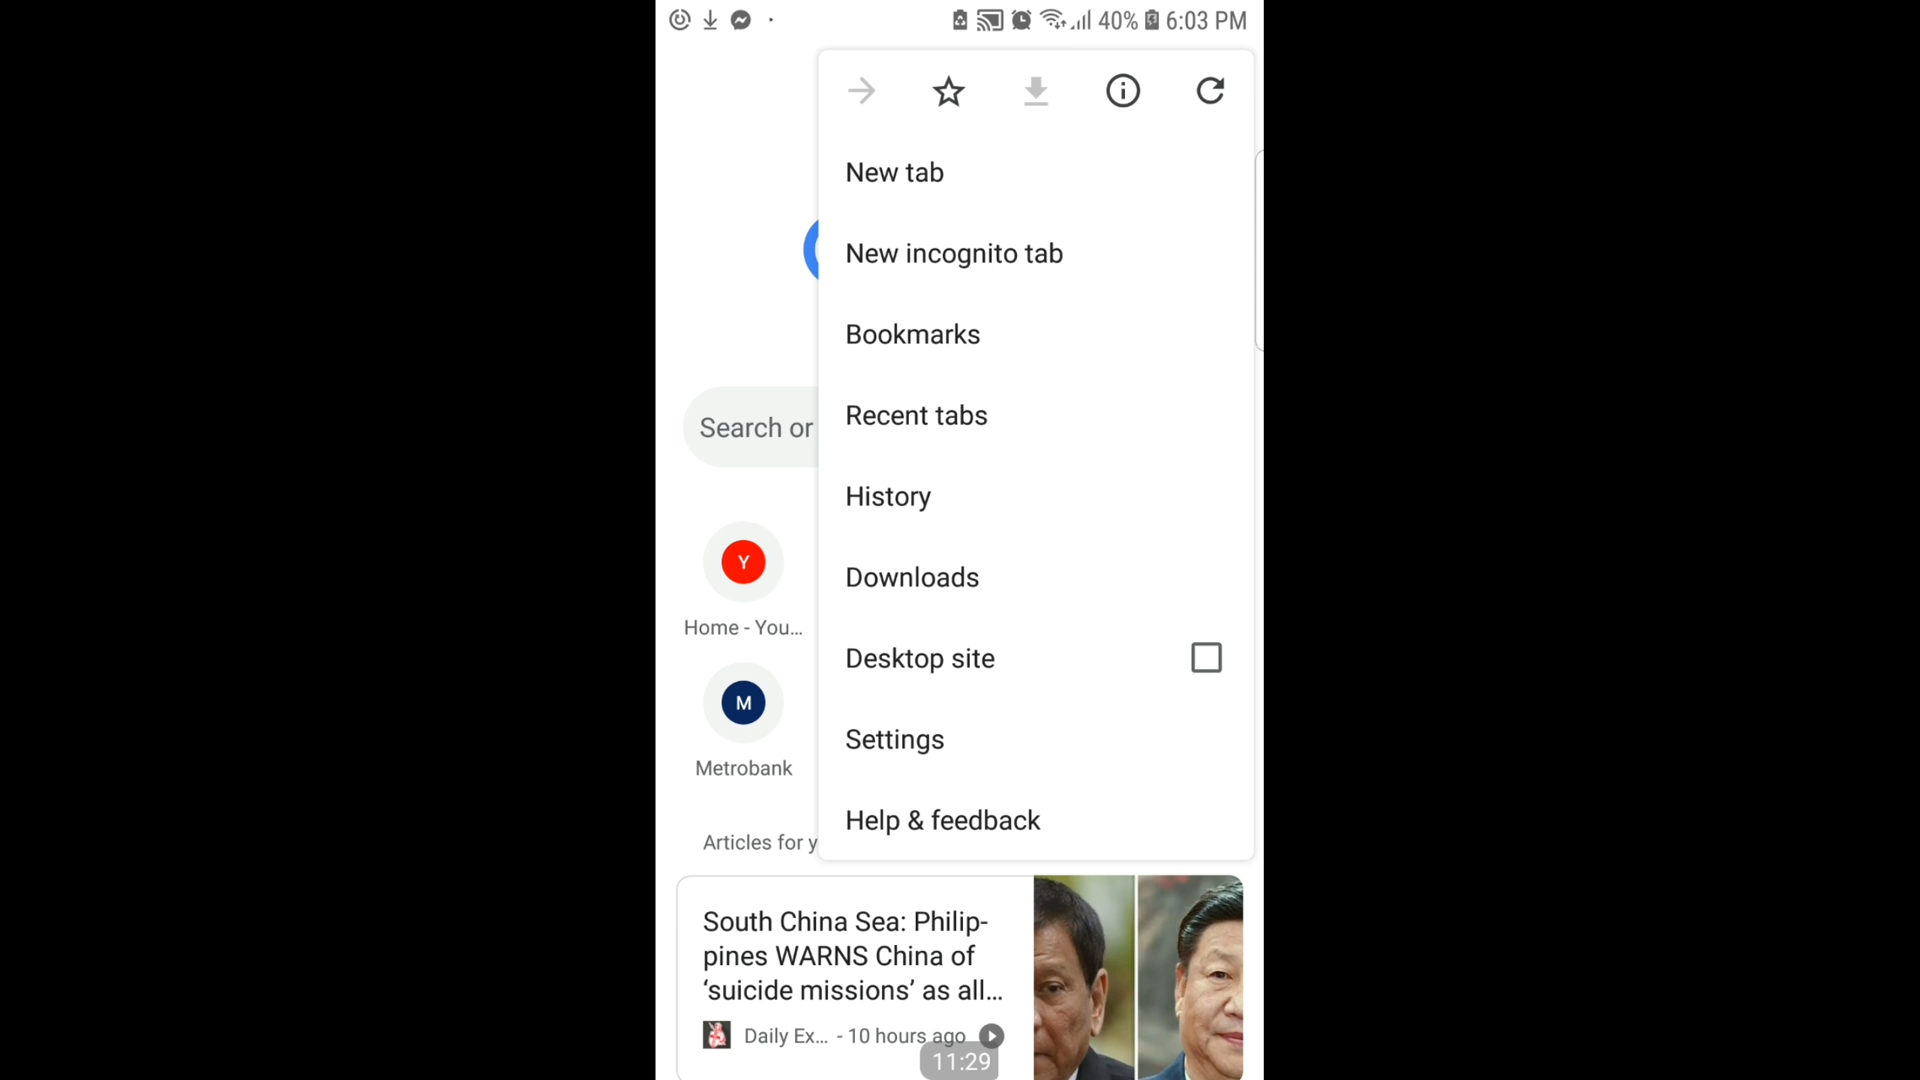 40% 6:03 PM
New tab
New incognito tab
Bookmarks
Recent tabs
History
Downloads
Desktop site
Settings
Help & feedback
Search or
Y
Home - You...
M
Metrobank
Articles for y
South China Sea: Philip-
pines WARNS China of
‘suicide missions’ as all...
Daily Ex... - 10 hours ago
11:29